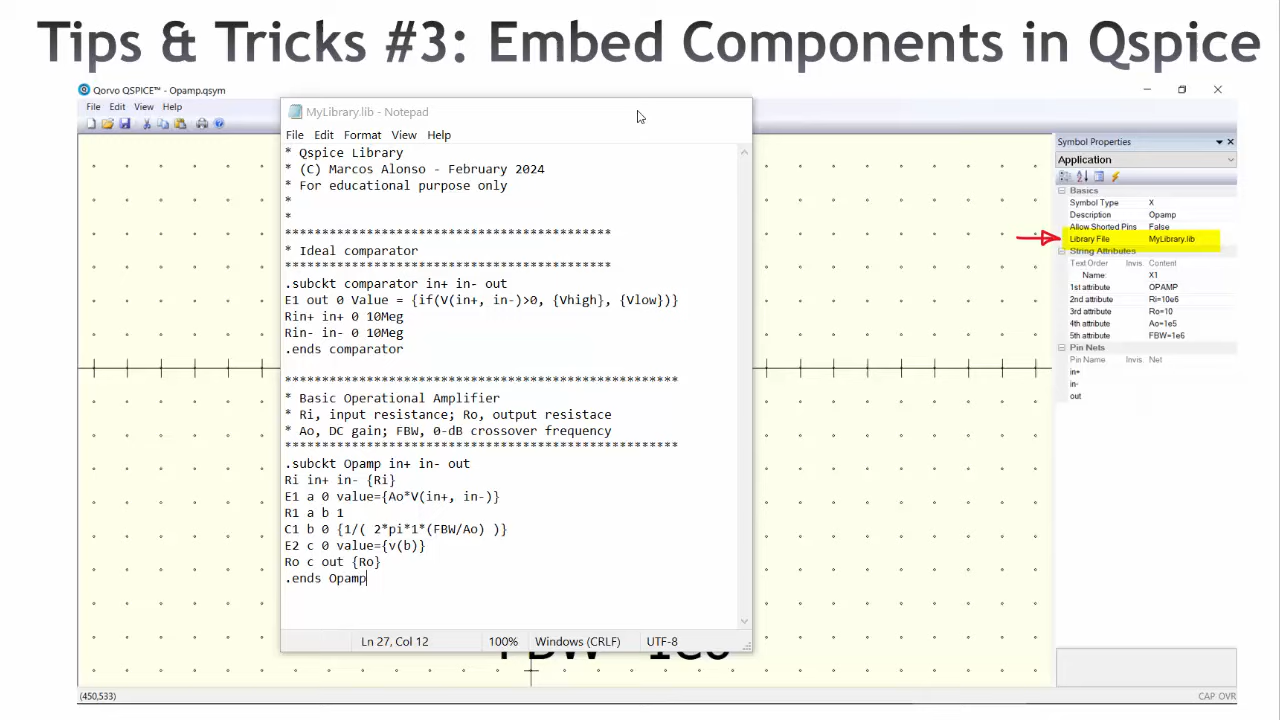 Tips & Tricks #3: Embed Components in Qspice
Qorvo QSPICE™ - Opamp.qsym
File Edit View Help
MyLibrary.lib - Notepad
File Edit Format View Help
* Qspice Library
* (C) Marcos Alonso - February 2024
* For educational purpose only
*
*
********************************************
* Ideal comparator
********************************************
.subckt comparator in+ in- out
E1 out 0 Value = {if(V(in+, in-)>0, {Vhigh}, {Vlow})}
Rin+ in+ 0 10Meg
Rin- in- 0 10Meg
.ends comparator
*****************************************************
* Basic Operational Amplifier
* Ri, input resistance; Ro, output resistace
* Ao, DC gain; FBW, 0-dB crossover frequency
*****************************************************
.subckt Opamp in+ in- out
Ri in+ in- {Ri}
E1 a 0 value={Ao*V(in+, in-)}
R1 a b 1
C1 b 0 {1/( 2*pi*1*(FBW/Ao) )}
E2 c 0 value={v(b)}
Ro c out {Ro}
.ends Opamp
Ln 27, Col 12 100% Windows (CRLF) UTF-8
Symbol Properties
Application
Basics
Symbol Type X
Description Opamp
Allow Shorted Pins False
Library File MyLibrary.lib
String Attributes
Text Order Invis. Content
Name: X1
1st attribute OPAMP
2nd attribute Ri=10e6
3rd attribute Ro=10
4th attribute Ao=1e5
5th attribute FBW=1e6
Pin Nets
Pin Name Invis. Net
in+
in-
out
(450,533)
CAP OVR